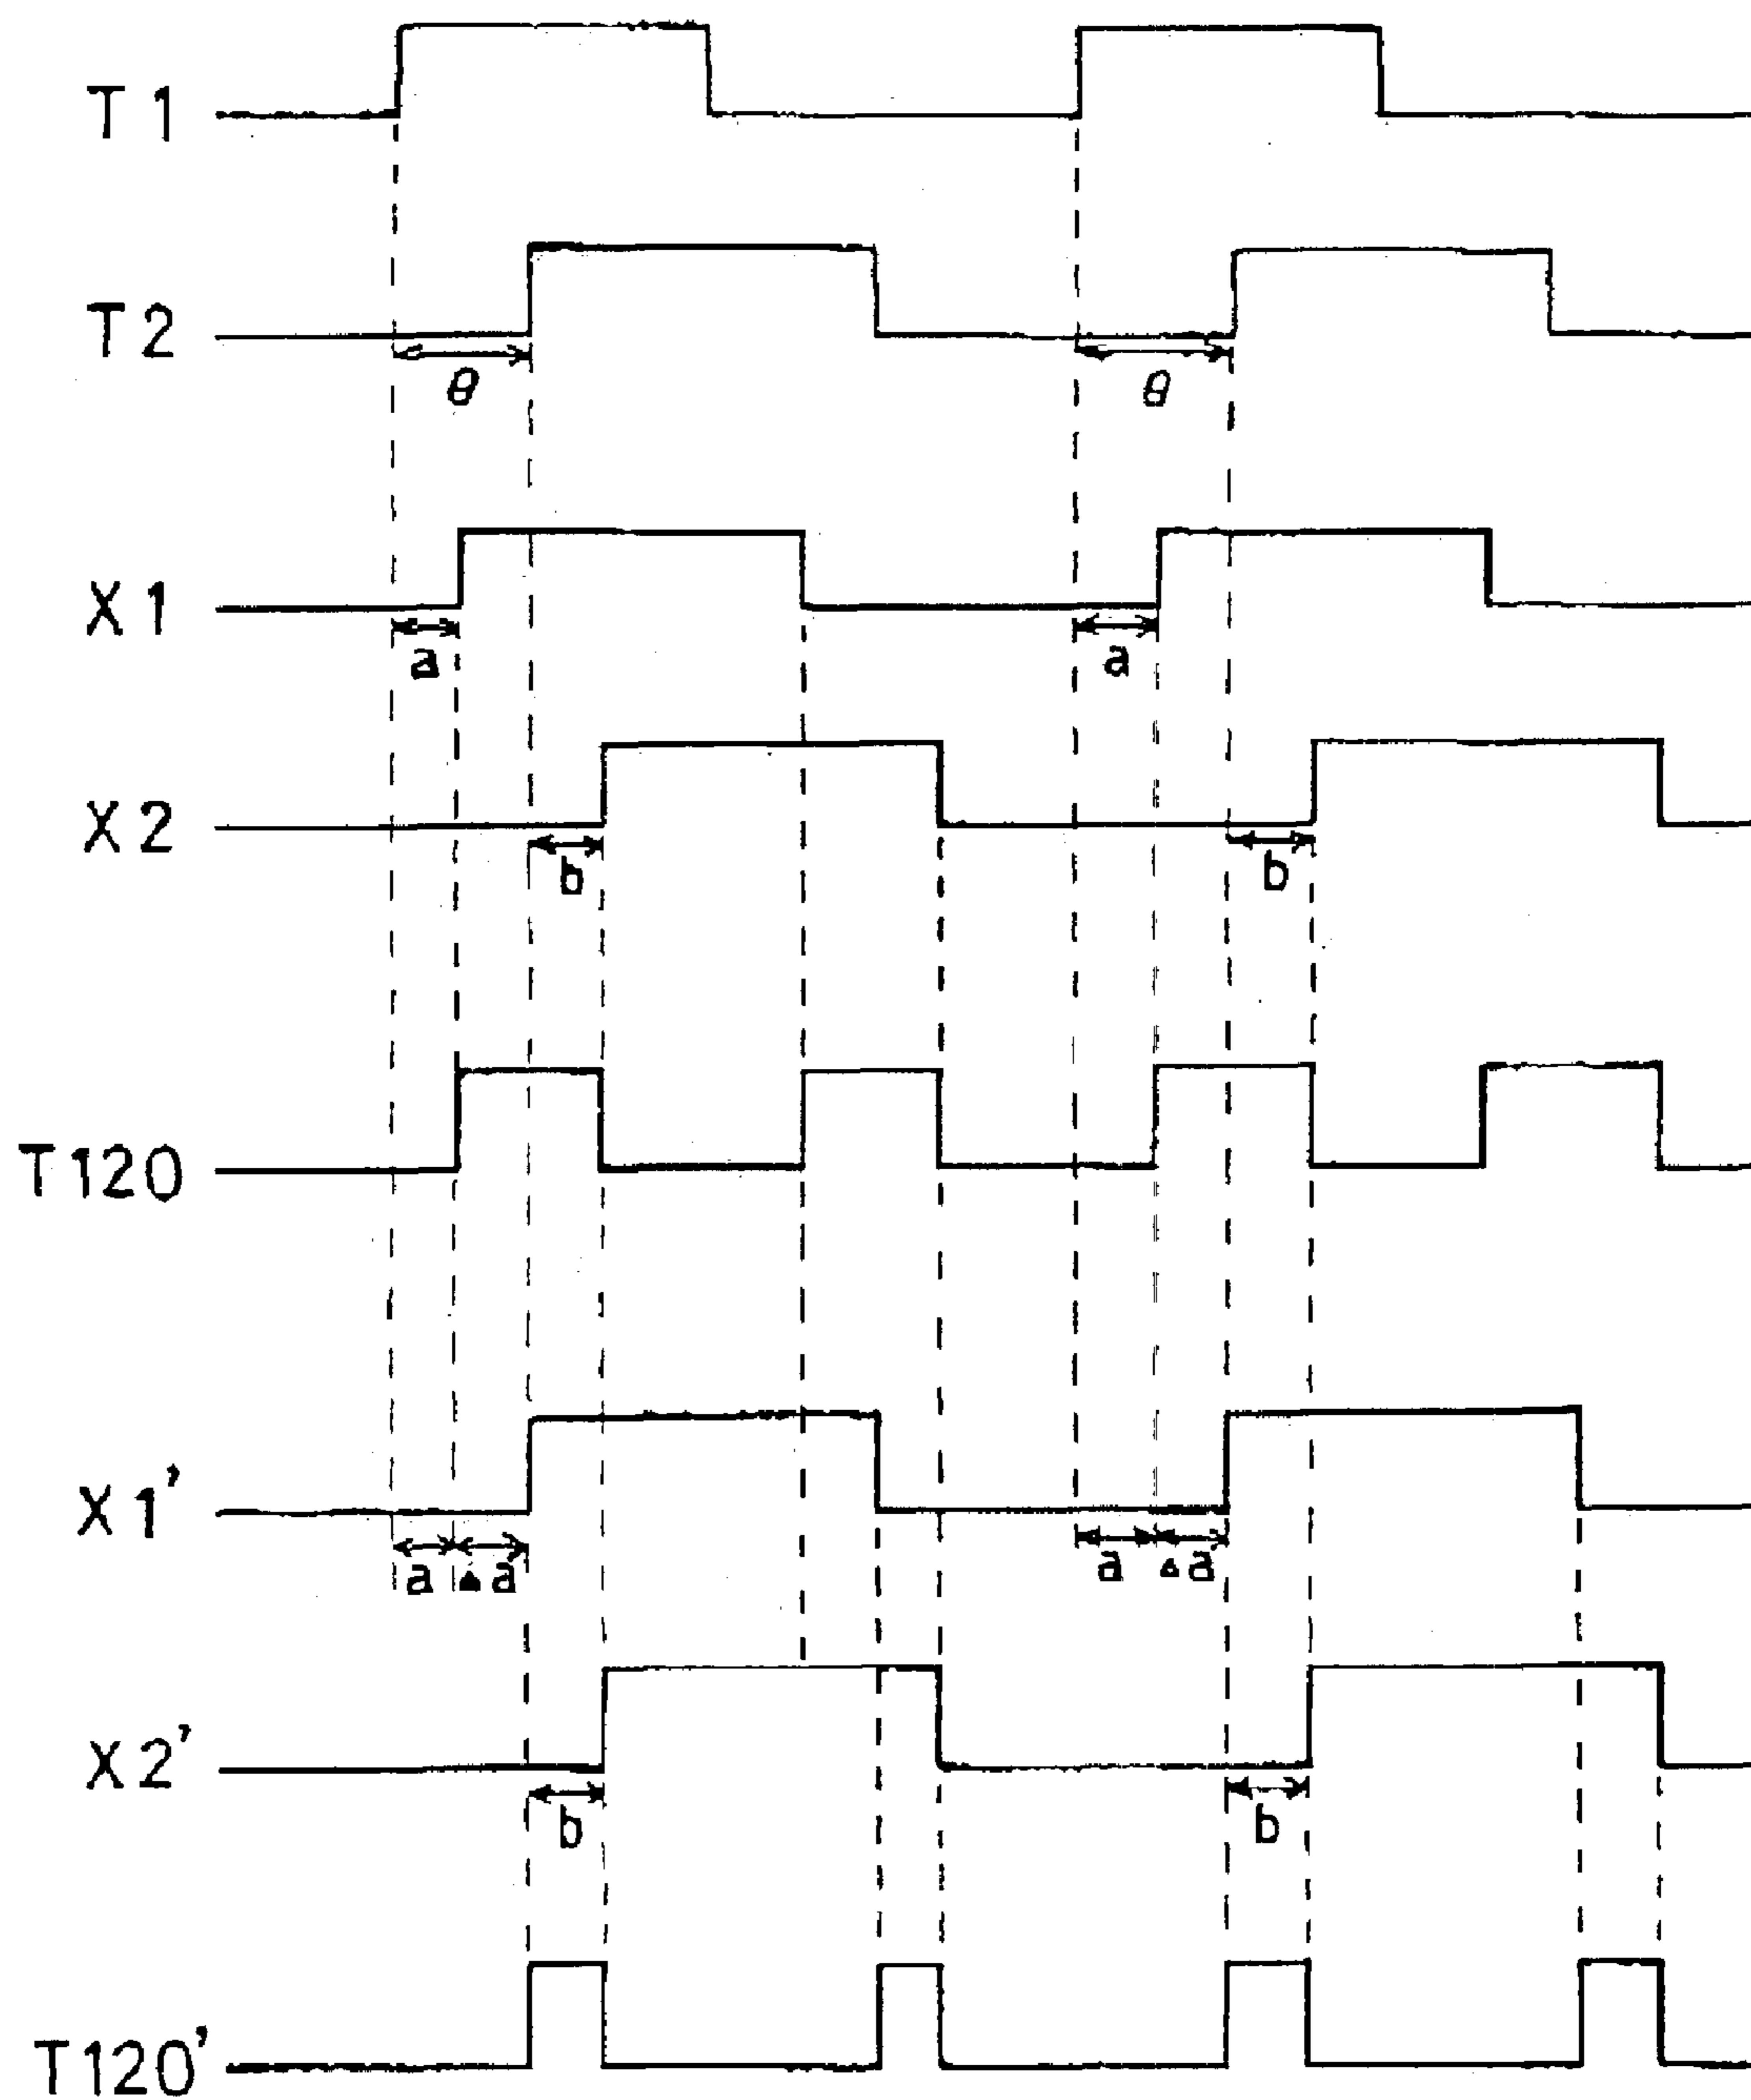 T1
T2
θ θ
X1
a a
X2
b b
T120
X1'
a ▲a a ▲a
X2'
b b
T120'